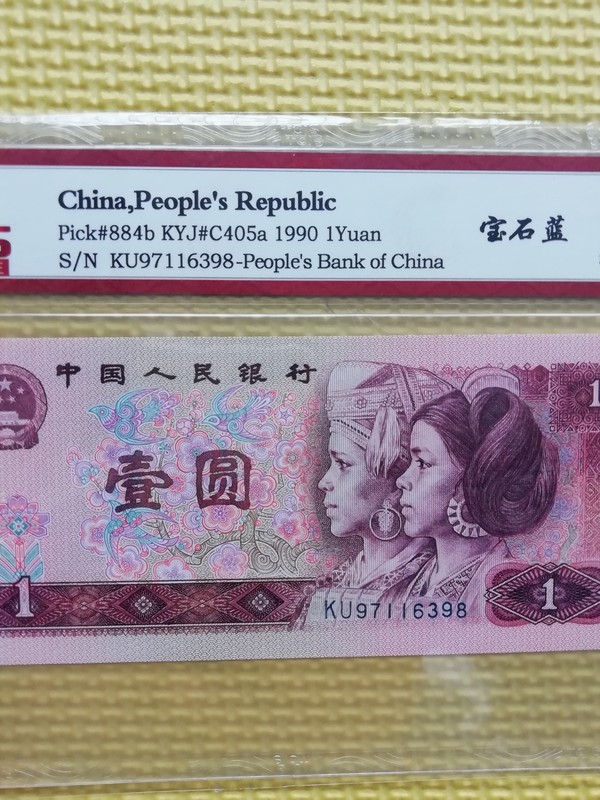 China,People's Republic
Pick#884b KYJ#C405a 1990 1Yuan
S/N KU97116398-People's Bank of China
宝石蓝
中国人民银行
1
壹圆
1
KU97116398
1